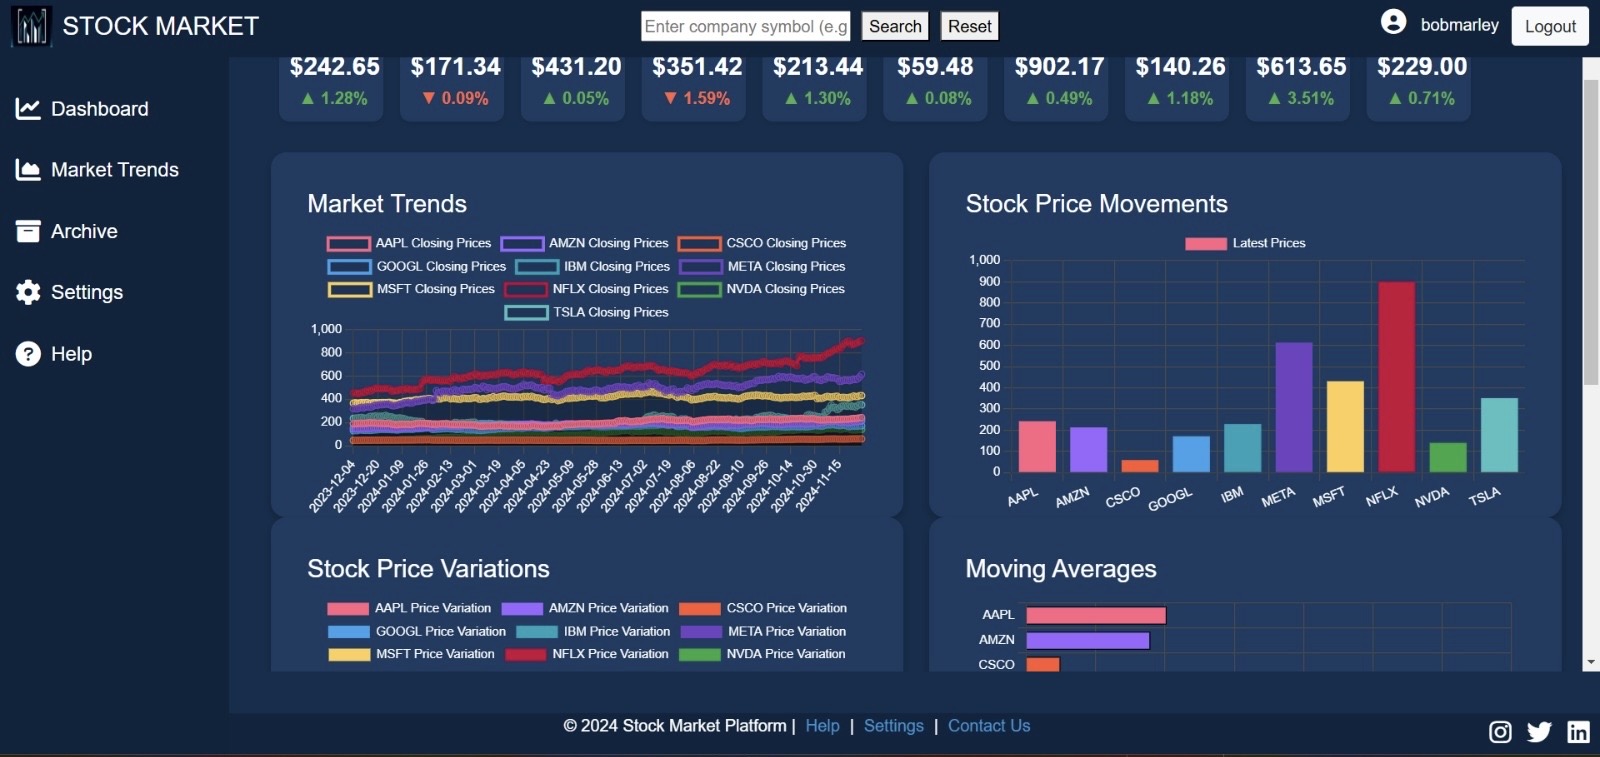 STOCK MARKET
Enter company symbol (e.g
Search
Reset
bobmarley
Logout
Dashboard
Market Trends
Archive
Settings
Help
$242.65 $171.34 $431.20 $351.42 $213.44 $59.48 $902.17 $140.26 $613.65 $229.00
▲ 1.28% ▼ 0.09% ▲ 0.05% ▼ 1.59% ▲ 1.30% ▲ 0.08% ▲ 0.49% ▲ 1.18% ▲ 3.51% ▲ 0.71%
Market Trends
AAPL Closing Prices AMZN Closing Prices CSCO Closing Prices
GOOGL Closing Prices IBM Closing Prices META Closing Prices
MSFT Closing Prices NFLX Closing Prices NVDA Closing Prices
TSLA Closing Prices
1,000
800
600
400
200
0
2023-12-04 2023-12-20 2024-01-09 2024-01-26 2024-02-13 2024-03-01 2024-03-19 2024-04-05 2024-04-23 2024-05-09 2024-05-28 2024-06-13 2024-07-02 2024-07-19 2024-08-06 2024-08-22 2024-09-10 2024-09-26 2024-10-14 2024-10-30 2024-11-15
Stock Price Movements
Latest Prices
1,000
900
800
700
600
500
400
300
200
100
0
AAPL AMZN CSCO GOOGL IBM META MSFT NFLX NVDA TSLA
Stock Price Variations
AAPL Price Variation AMZN Price Variation CSCO Price Variation
GOOGL Price Variation IBM Price Variation META Price Variation
MSFT Price Variation NFLX Price Variation NVDA Price Variation
Moving Averages
AAPL
AMZN
CSCO
© 2024 Stock Market Platform | Help | Settings | Contact Us